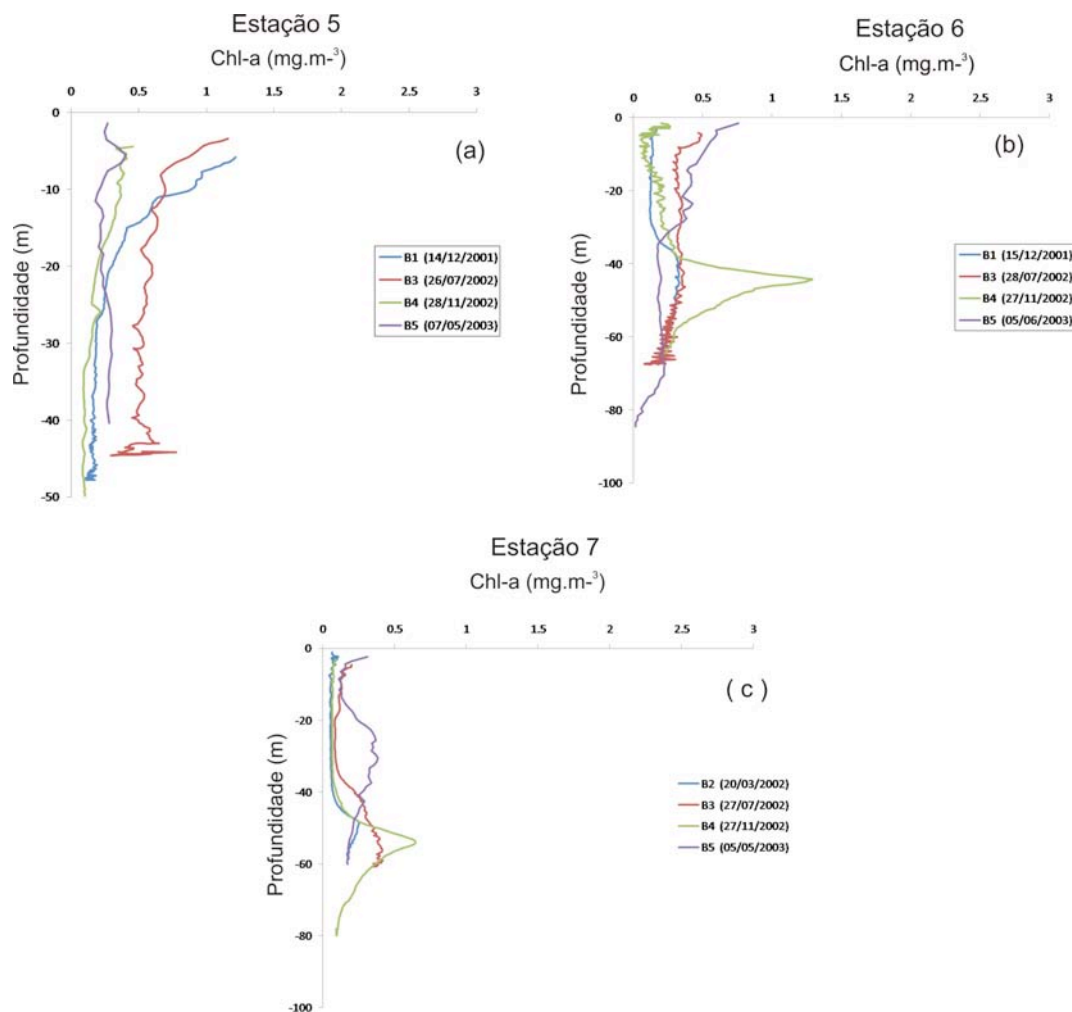 Estação 5
Chl-a (mg.m-³)
0 0.5 1 1.5 2 2.5 3
0
-10
-20
-30
-40
-50
Profundidade (m)
(a)
B1 (14/12/2001)
B3 (26/07/2002)
B4 (28/11/2002)
B5 (07/05/2003)
Estação 6
Chl-a (mg.m-³)
0 0.5 1 1.5 2 2.5 3
0
-20
-40
-60
-80
-100
Profundidade (m)
(b)
B1 (15/12/2001)
B3 (28/07/2002)
B4 (27/11/2002)
B5 (05/06/2003)
Estação 7
Chl-a (mg.m-³)
0 0.5 1 1.5 2 2.5 3
0
-20
-40
-60
-80
-100
Profundidade (m)
( c )
B2 (20/03/2002)
B3 (27/07/2002)
B4 (27/11/2002)
B5 (05/05/2003)